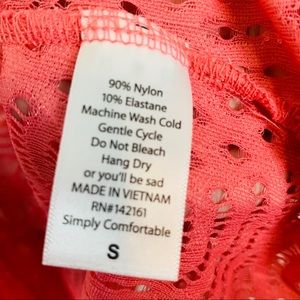 90% Nylon
10% Elastane
Machine Wash Cold
Gentle Cycle
Do Not Bleach
Hang Dry
or you'll be sad
MADE IN VIETNAM
RN#142161
Simply Comfortable
S